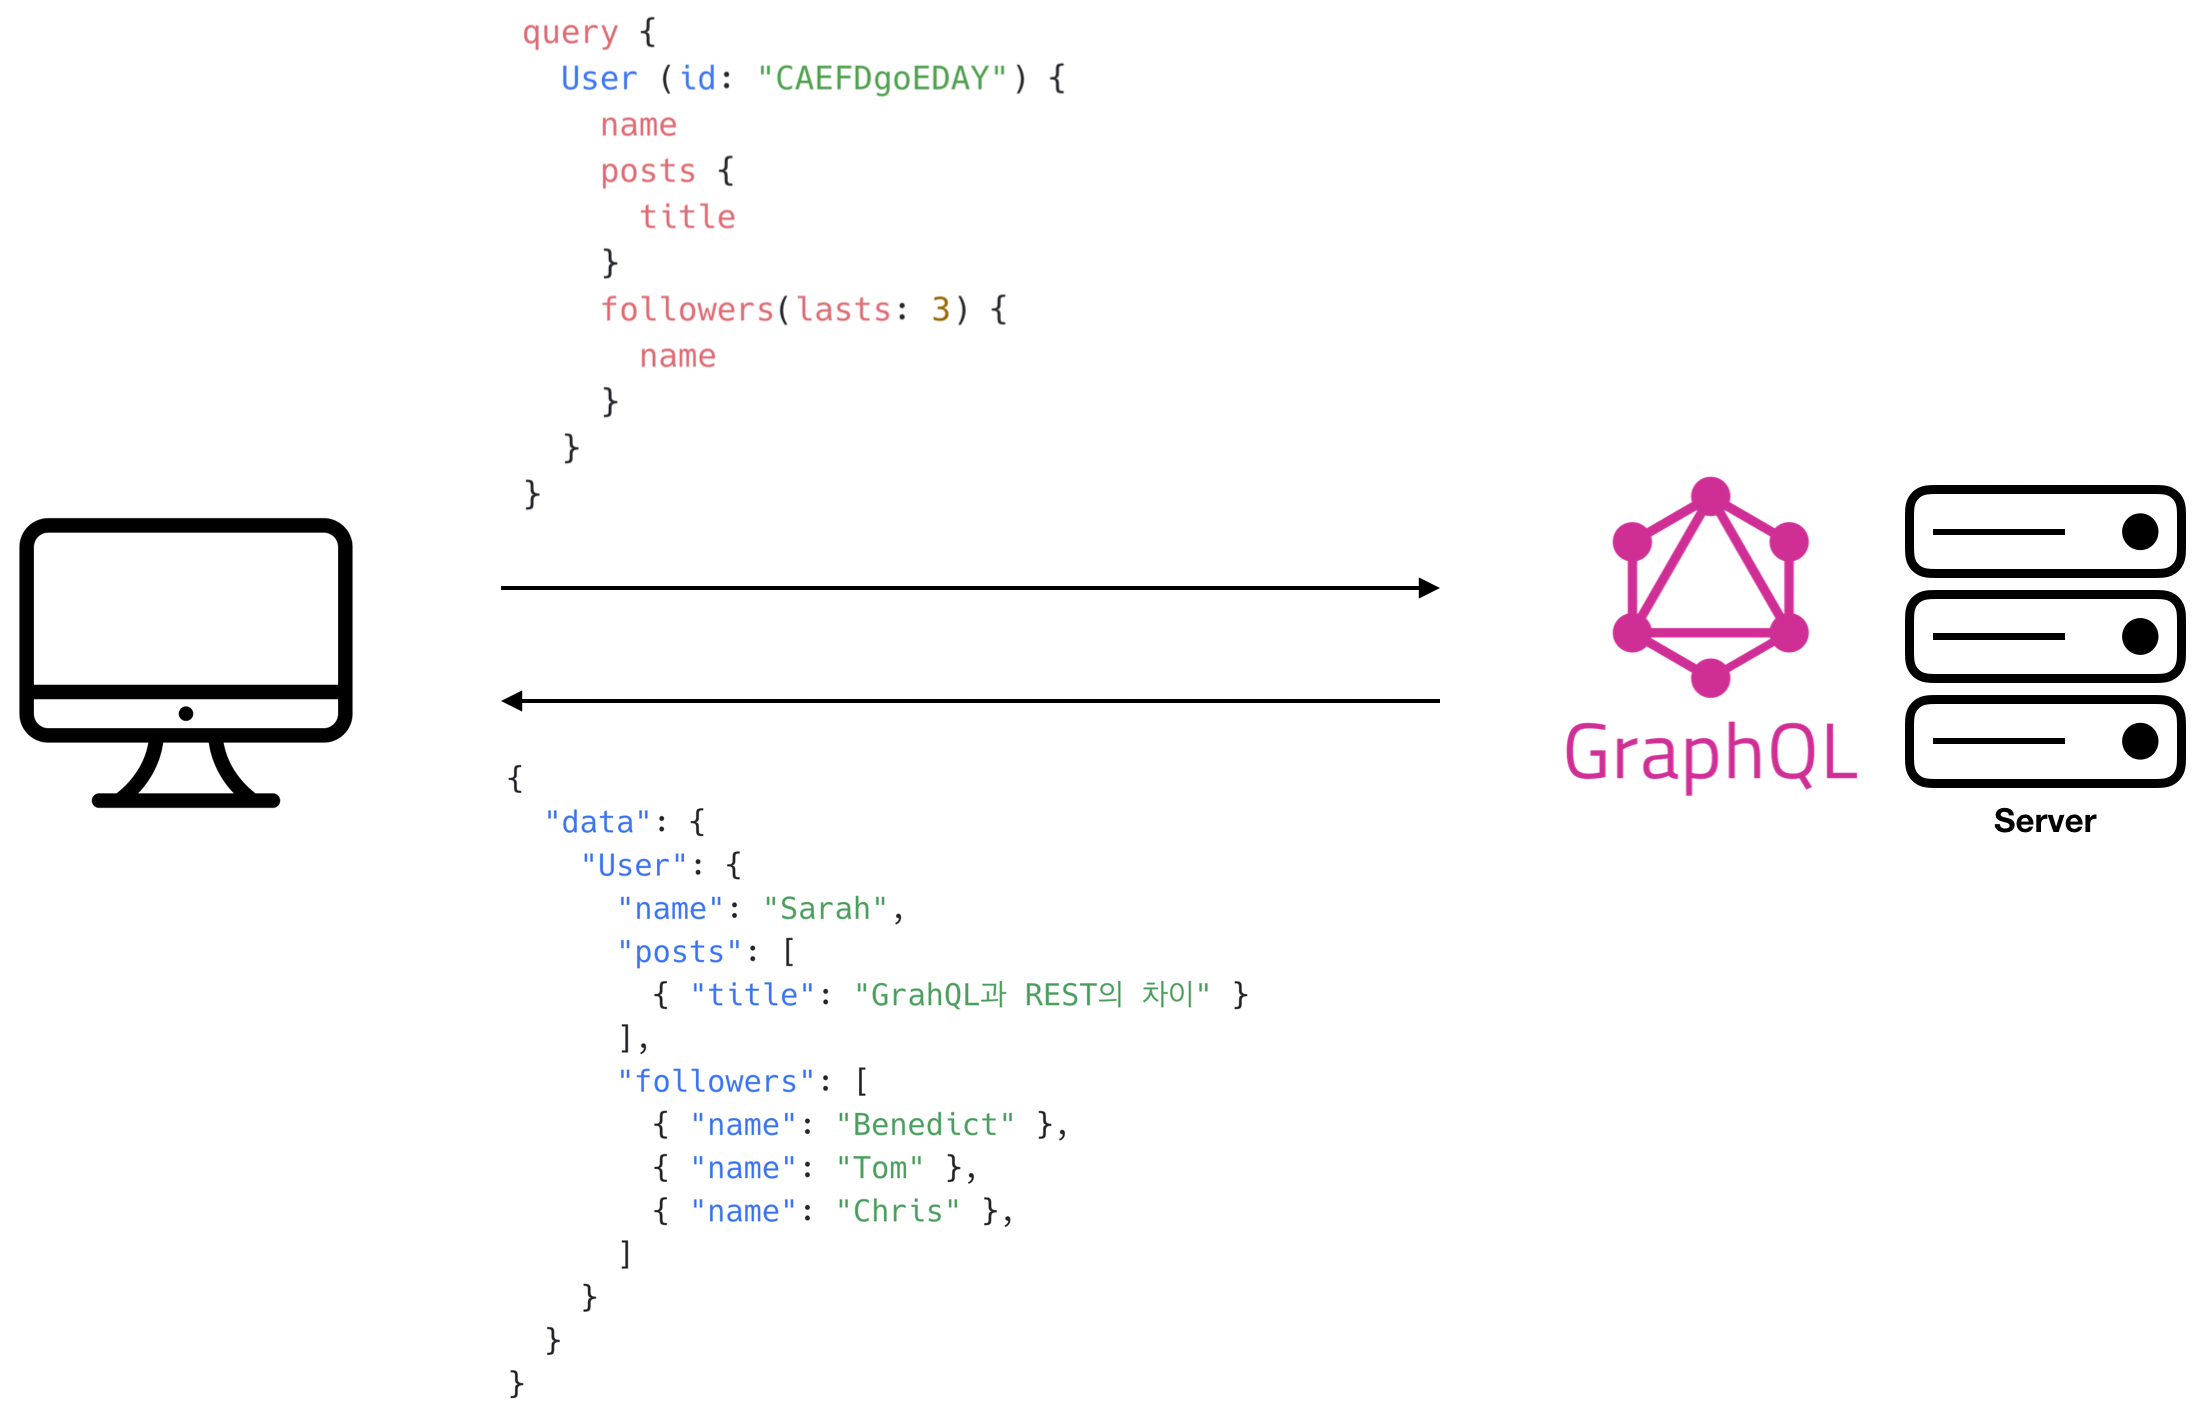 query {
  User (id: "CAEFDgoEDAY") {
    name
    posts {
      title
    }
    followers(lasts: 3) {
      name
    }
  }
}
GraphQL
Server
{
  "data": {
    "User": {
      "name": "Sarah",
      "posts": [
        { "title": "GrahQL과 REST의 차이" }
      ],
      "followers": [
        { "name": "Benedict" },
        { "name": "Tom" },
        { "name": "Chris" },
      ]
    }
  }
}